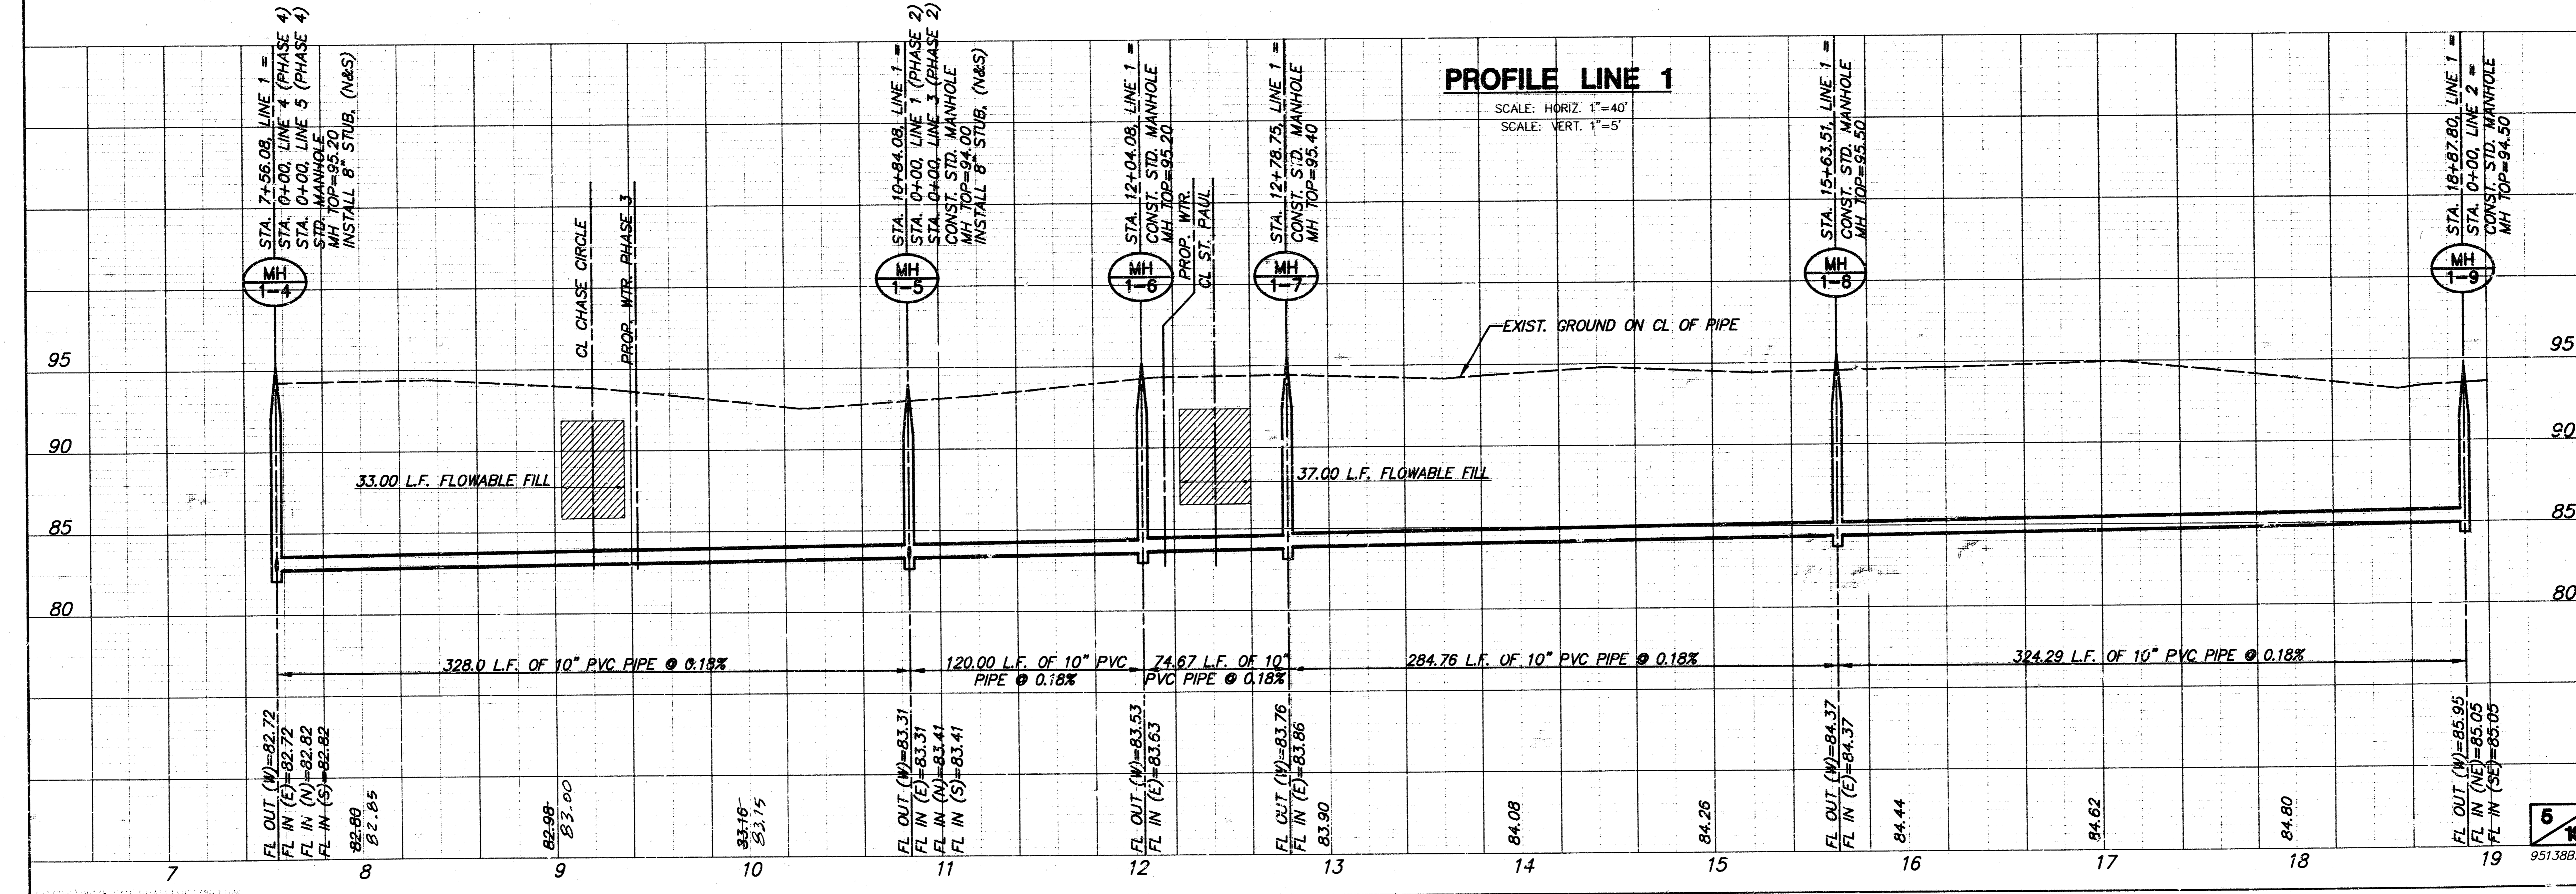 PROFILE LINE 1
SCALE: HORIZ. 1"=40'
SCALE: VERT. 1"=5'
STA. 7+56.08, LINE 1 =
STA. 0+00, LINE 4 (PHASE 4)
STA. 0+00, LINE 5 (PHASE 4)
STD. MANHOLE
MH TOP=95.20
INSTALL 8" STUB, (N&S)
MH
1-4
CL CHASE CIRCLE
PROP. WTR. PHASE 3
STA. 10+84.08, LINE 1 =
STA. 0+00, LINE 1 (PHASE 2)
STA. 0+00, LINE 3 (PHASE 2)
CONST. STD. MANHOLE
MH TOP=94.00
INSTALL 8" STUB, (N&S)
MH
1-5
STA. 12+04.08, LINE 1 =
CONST. STD. MANHOLE
MH TOP=95.20
MH
1-6
PROP. WTR.
CL ST. PAUL
STA. 12+78.75, LINE 1 =
CONST. STD. MANHOLE
MH TOP=95.40
MH
1-7
STA. 15+63.51, LINE 1 =
CONST. STD. MANHOLE
MH TOP=95.50
MH
1-8
STA. 18+87.80, LINE 1 =
STA. 0+00, LINE 2 =
CONST. STD. MANHOLE
MH TOP=94.50
MH
1-9
EXIST. GROUND ON CL OF PIPE
95
95
90
90
33.00 L.F. FLOWABLE FILL
37.00 L.F. FLOWABLE FILL
85
85
80
80
328.0 L.F. OF 10" PVC PIPE @ 0.18%
120.00 L.F. OF 10" PVC
PIPE @ 0.18%
74.67 L.F. OF 10"
PVC PIPE @ 0.18%
284.76 L.F. OF 10" PVC PIPE @ 0.18%
324.29 L.F. OF 10" PVC PIPE @ 0.18%
FL OUT (W)=82.72
FL IN (E)=82.72
FL IN (N)=82.82
FL IN (S)=82.82
82.80
82.85
82.98
83.00
83.16
83.15
FL OUT (W)=83.31
FL IN (E)=83.31
FL IN (N)=83.41
FL IN (S)=83.41
FL OUT (W)=83.53
FL IN (E)=83.63
FL OUT (W)=83.76
FL IN (E)=83.86
83.90
84.08
84.26
FL OUT (W)=84.37
FL IN (E)=84.37
84.44
84.62
84.80
FL OUT (W)=85.95
FL IN (NE)=85.05
FL IN (SE)=85.05
5
7 8 9 10 11 12 13 14 15 16 17 18 19